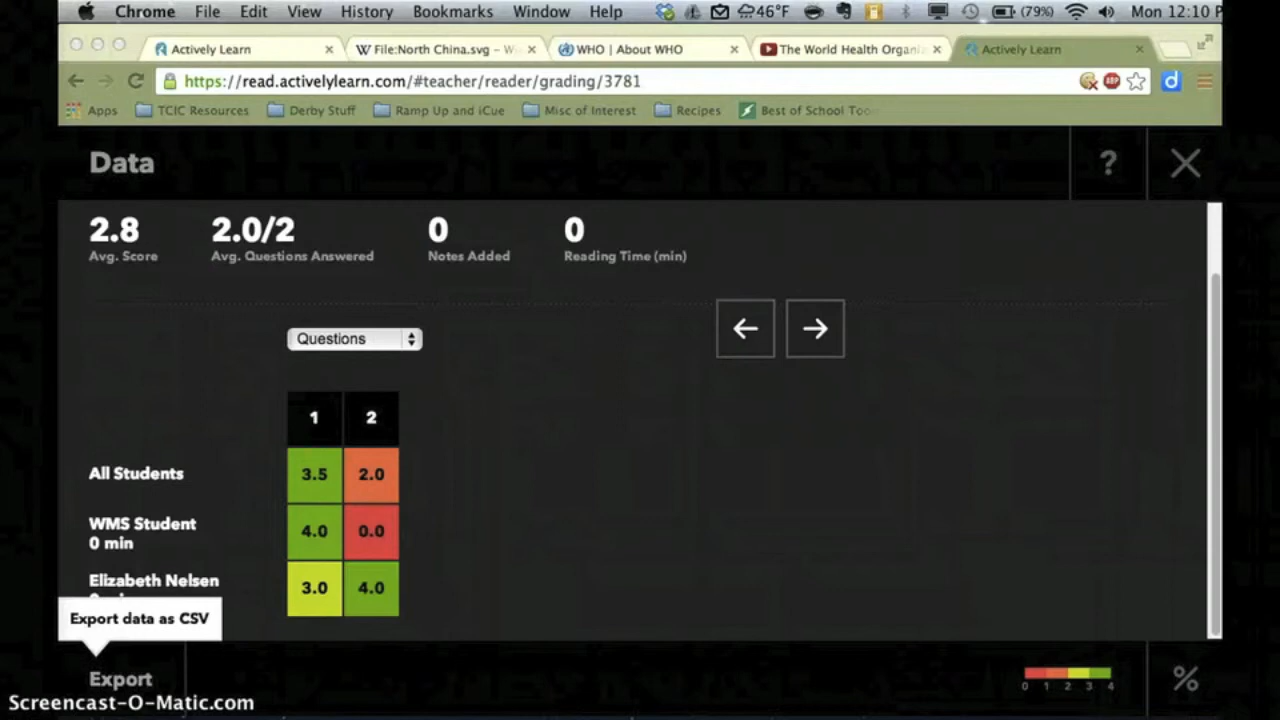 Chrome File Edit View History Bookmarks Window Help 46°F (79%) Mon 12:10 P
Actively Learn File:North China.svg – W WHO | About WHO The World Health Organi Actively Learn
https://read.activelylearn.com/#teacher/reader/grading/3781
Apps TCIC Resources Derby Stuff Ramp Up and iCue Misc of Interest Recipes Best of School Too
Data ?
2.8 2.0/2 0 0
Avg. Score Avg. Questions Answered Notes Added Reading Time (min)
Questions
1 2
All Students 3.5 2.0
WMS Student 4.0 0.0
0 min
Elizabeth Nelsen 3.0 4.0
Export data as CSV
Export %
0 1 2 3 4
Screencast-O-Matic.com